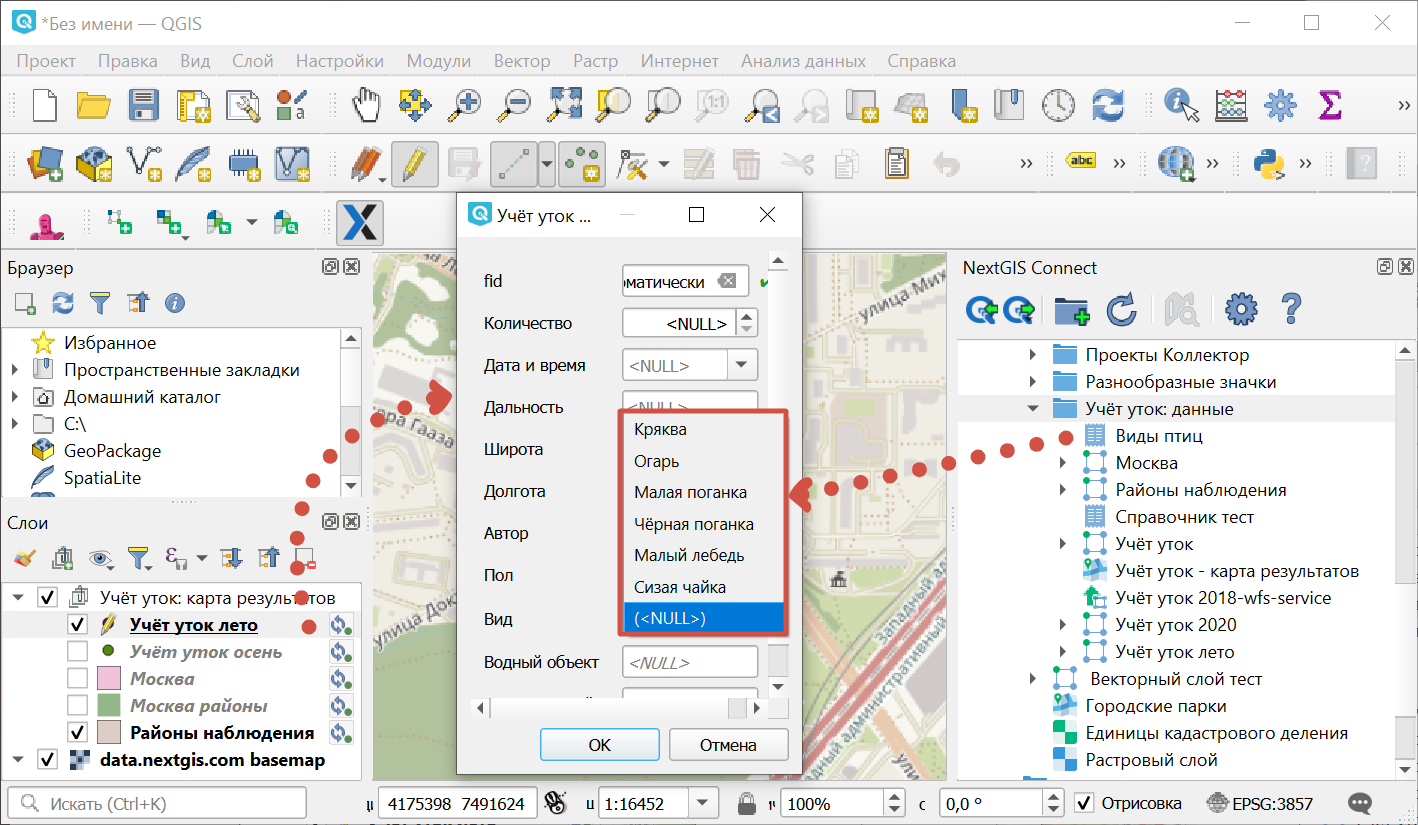 *Без имени — QGIS
Проект Правка Вид Слой Настройки Модули Вектор Растр Интернет Анализ данных Справка
1:1
abc
Учёт уток ...
fid
оматически
Количество
<NULL>
Дата и время
<NULL>
Дальность
<NULL>
Широта
Долгота
Автор
Пол
Вид
Водный объект
<NULL>
Кряква
Огарь
Малая поганка
Чёрная поганка
Малый лебедь
Сизая чайка
(<NULL>)
OK
Отмена
Браузер
Избранное
Пространственные закладки
Домашний каталог
C:\
GeoPackage
SpatiaLite
Слои
Учёт уток: карта результатов
Учёт уток лето
Учёт уток осень
Москва
Москва районы
Районы наблюдения
data.nextgis.com basemap
улица Мих
ара Гааза
улица Док
Западный адм
административный
NextGIS Connect
Проекты Коллектор
Разнообразные значки
Учёт уток: данные
Виды птиц
Москва
Районы наблюдения
Справочник тест
Учёт уток
Учёт уток - карта результатов
Учёт уток 2018-wfs-service
Учёт уток 2020
Учёт уток лето
Векторный слой тест
Городские парки
Единицы кадастрового деления
Растровый слой
Искать (Ctrl+K)
4175398 7491624
1:16452
100%
с
0,0 °
Отрисовка
EPSG:3857